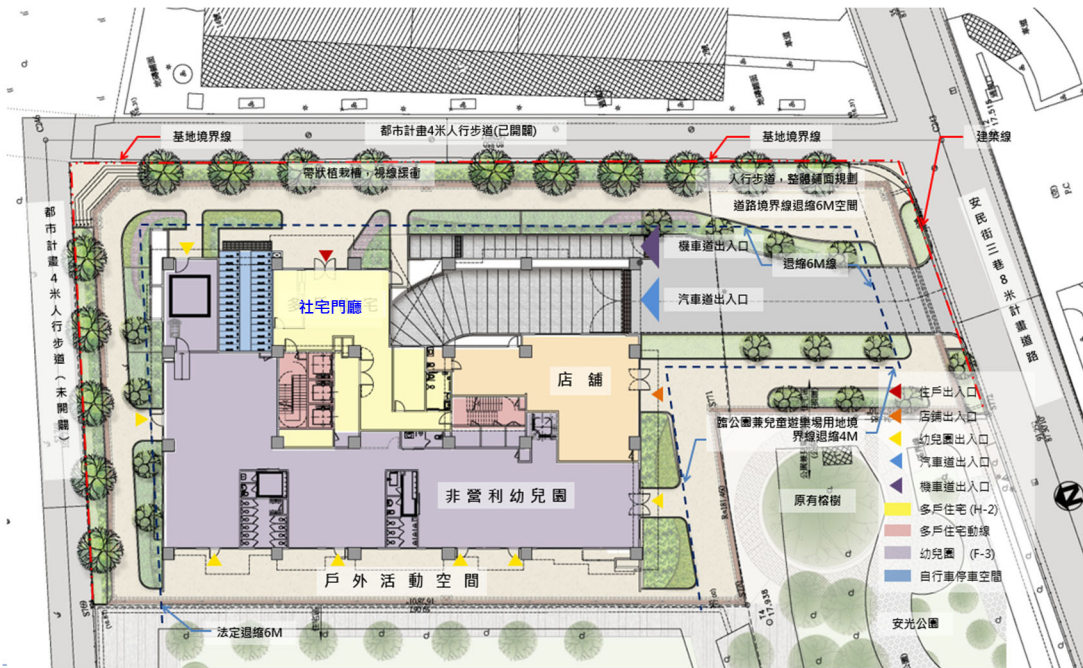 都市計畫4米人行步道(已開闢)
基地境界線
基地境界線
建築線
帶狀植栽槽，視線緩衝
人行步道，整體鋪面規劃
道路境界線退縮6M空間
都市計畫4米人行步道（未開闢）
安民街三巷8米計畫道路
機車道出入口
退縮6M線
社宅門廳
汽車道出入口
店舖
住戶出入口
店鋪出入口
臨公園兼兒童遊樂場用地境
界線退縮4M
幼兒園出入口
汽車道出入口
機車道出入口
非營利幼兒園
原有榕樹
多戶住宅(H-2)
多戶住宅動線
幼兒園 (F-3)
戶外活動空間
自行車停車空間
法定退縮6M
安光公園
N